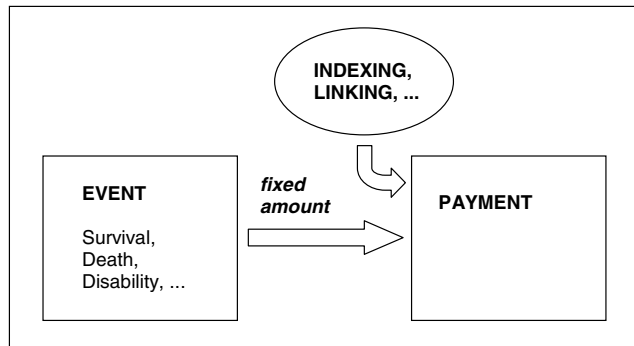 INDEXING,
LINKING, ...
EVENT
Survival,
Death,
Disability, ...
fixed
amount
PAYMENT